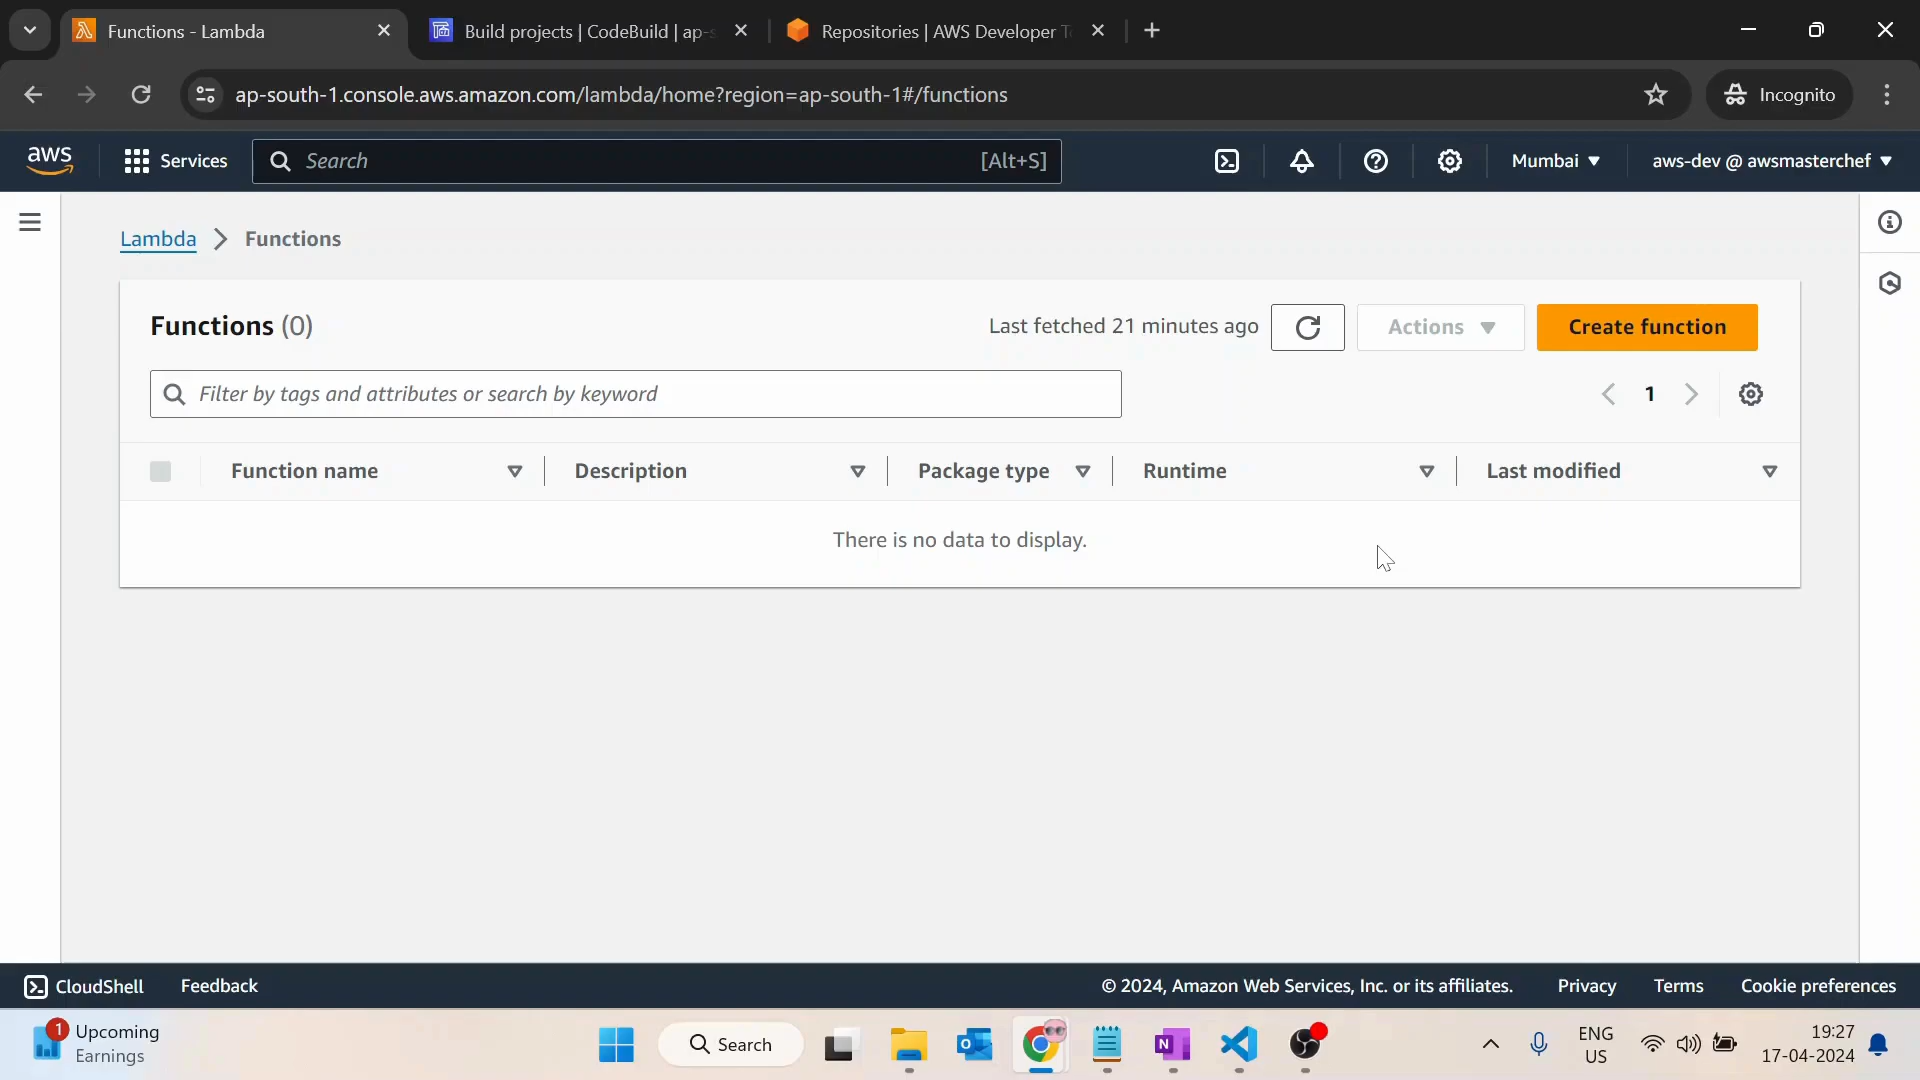 Functions - Lambda
Build projects | CodeBuild | ap-s
Repositories | AWS Developer To
ap-south-1.console.aws.amazon.com/lambda/home?region=ap-south-1#/functions
Incognito
aws
Services
Search
[Alt+S]
Mumbai
aws-dev @ awsmasterchef
Lambda
Functions
Functions (0)
Last fetched 21 minutes ago
Actions
Create function
Filter by tags and attributes or search by keyword
1
Function name
Description
Package type
Runtime
Last modified
There is no data to display.
CloudShell
Feedback
© 2024, Amazon Web Services, Inc. or its affiliates.
Privacy
Terms
Cookie preferences
1
Upcoming
Earnings
Search
ENG
US
19:27
17-04-2024